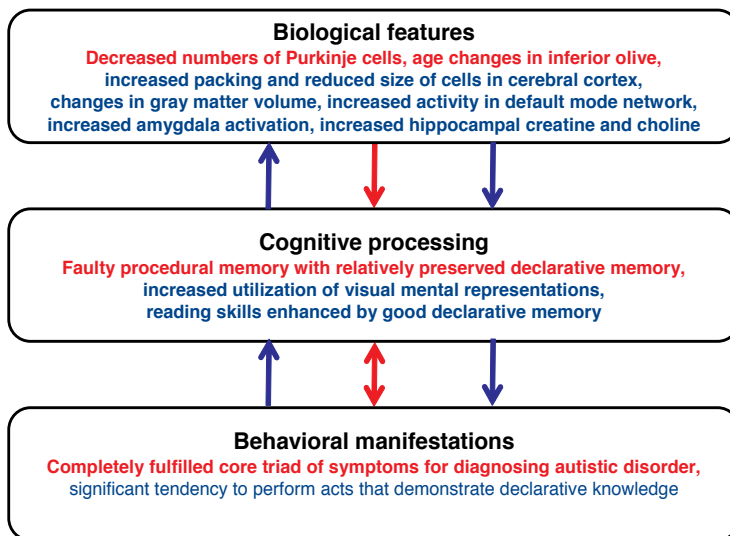 Biological features
Decreased numbers of Purkinje cells, age changes in inferior olive,
increased packing and reduced size of cells in cerebral cortex,
changes in gray matter volume, increased activity in default mode network,
increased amygdala activation, increased hippocampal creatine and choline
Cognitive processing
Faulty procedural memory with relatively preserved declarative memory,
increased utilization of visual mental representations,
reading skills enhanced by good declarative memory
Behavioral manifestations
Completely fulfilled core triad of symptoms for diagnosing autistic disorder,
significant tendency to perform acts that demonstrate declarative knowledge